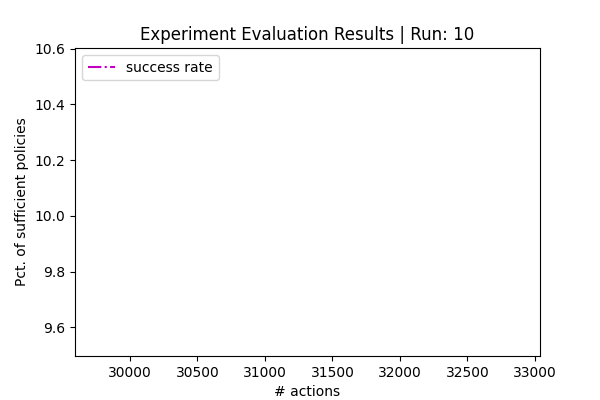 Experiment Evaluation Results | Run: 10
success rate
Pct. of sufficient policies
10.6
10.4
10.2
10.0
9.8
9.6
30000 30500 31000 31500 32000 32500 33000
# actions